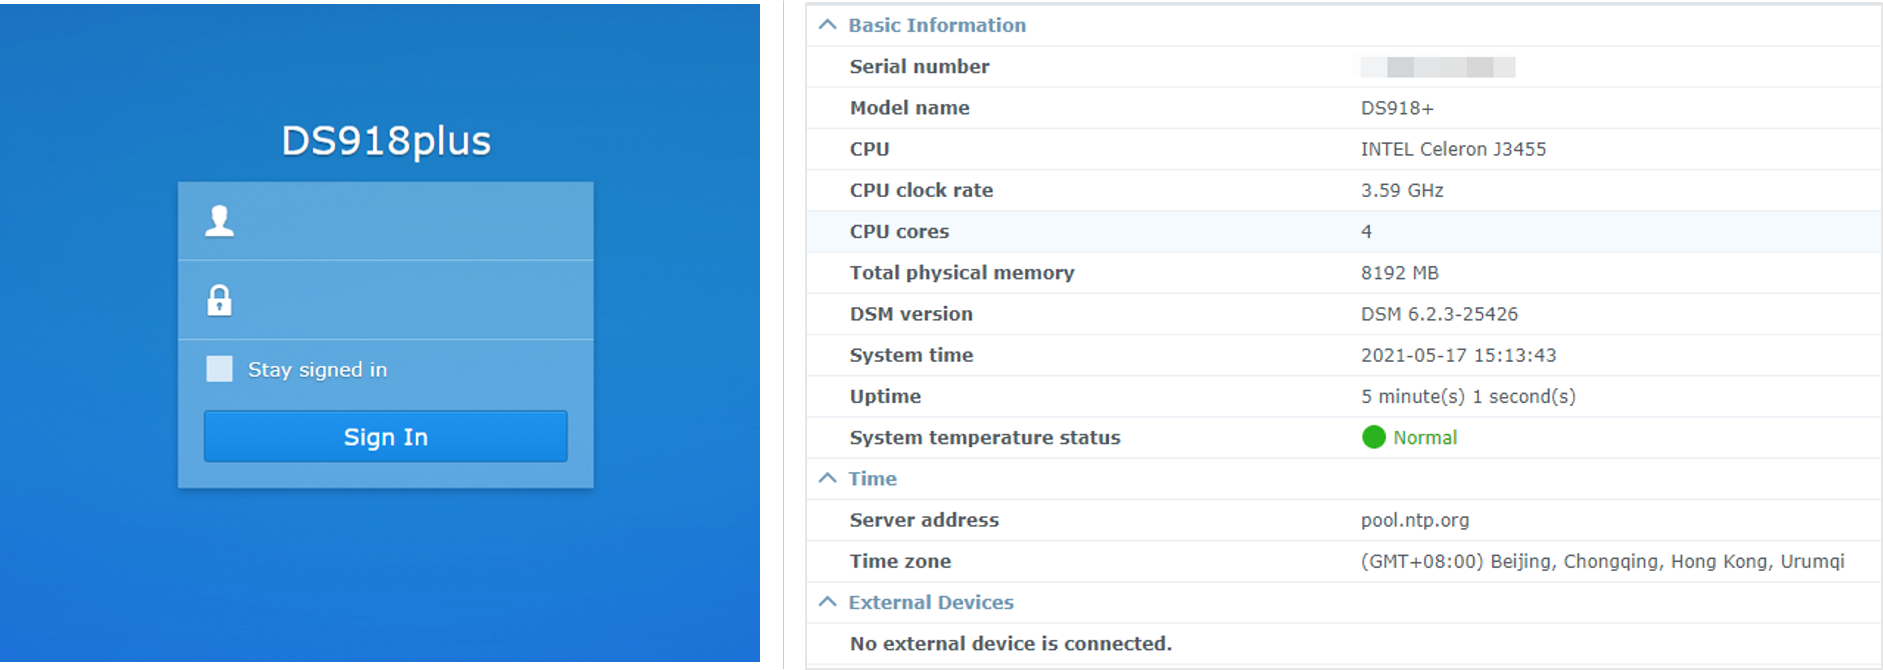 DS918plus
Stay signed in
Sign In
Basic Information
Serial number
Model name DS918+
CPU INTEL Celeron J3455
CPU clock rate 3.59 GHz
CPU cores 4
Total physical memory 8192 MB
DSM version DSM 6.2.3-25426
System time 2021-05-17 15:13:43
Uptime 5 minute(s) 1 second(s)
System temperature status Normal
Time
Server address pool.ntp.org
Time zone (GMT+08:00) Beijing, Chongqing, Hong Kong, Urumqi
External Devices
No external device is connected.